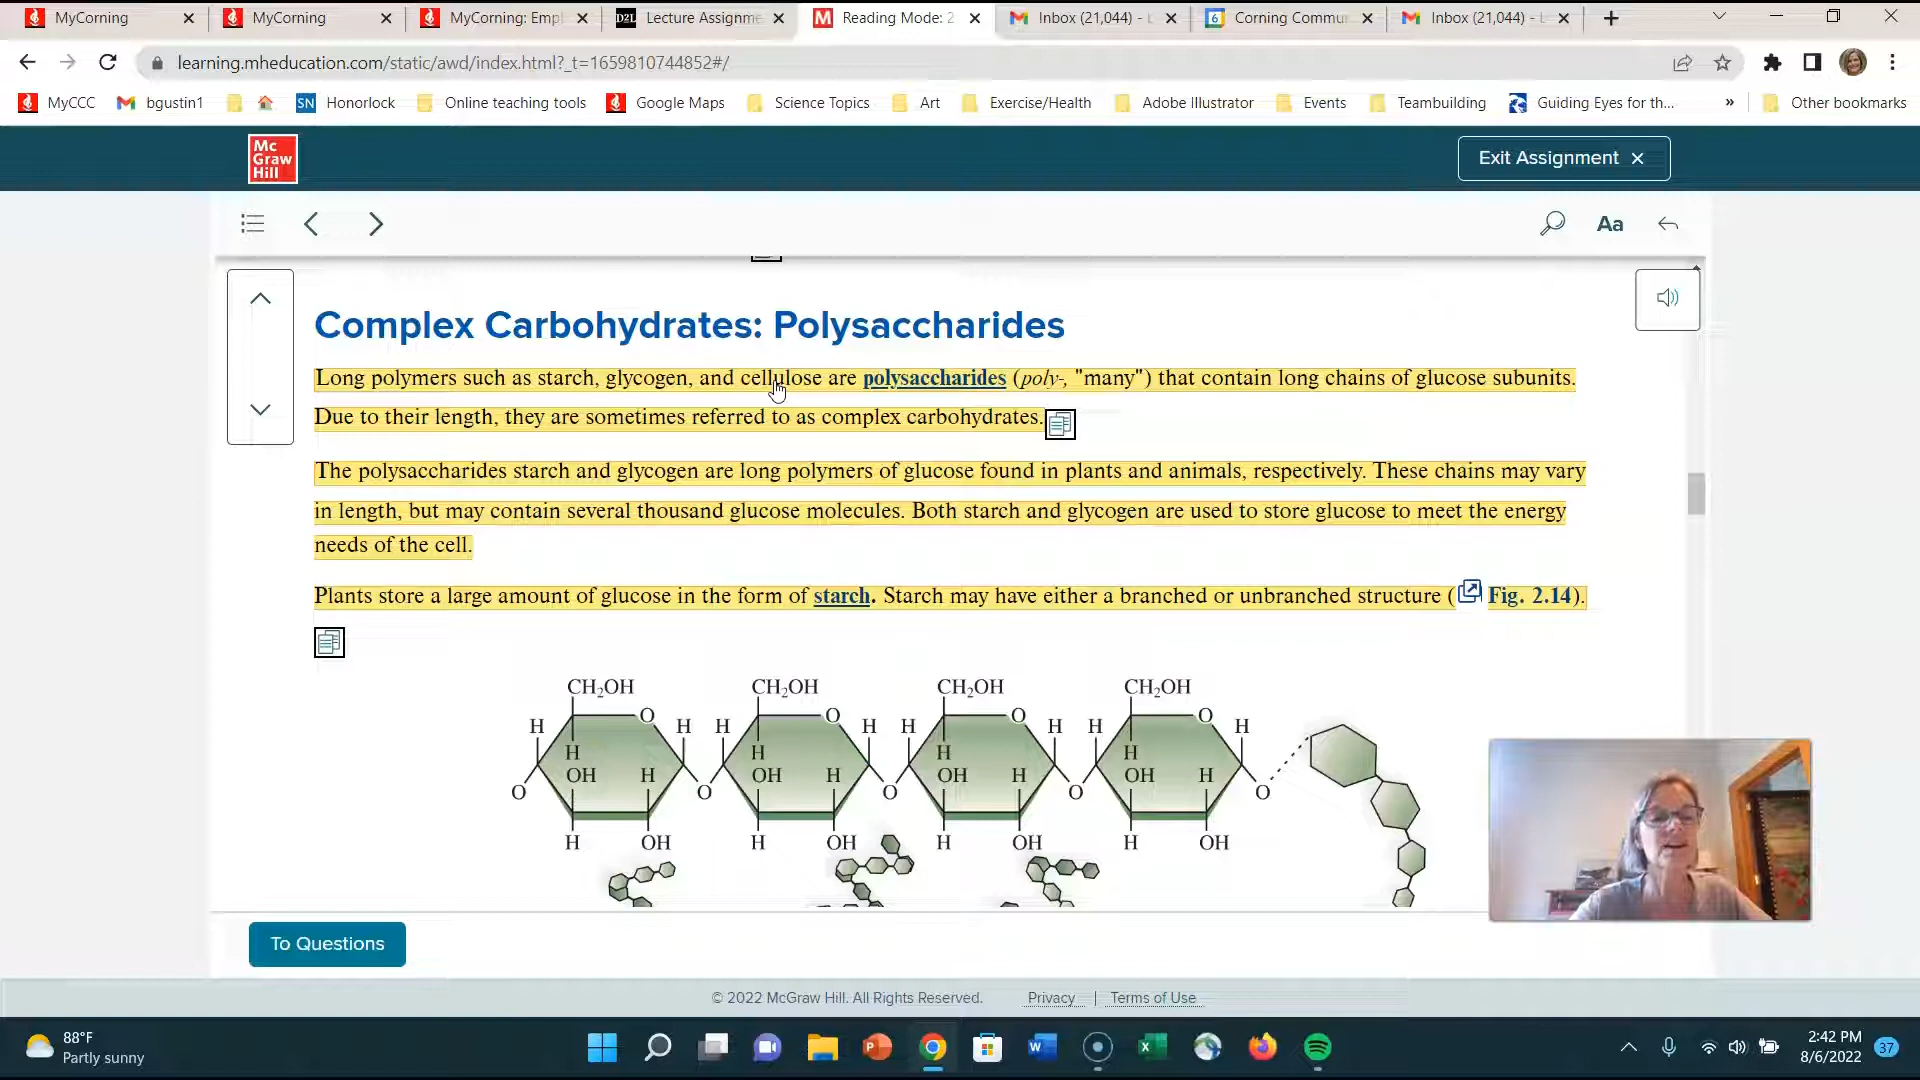 MyCorning
MyCorning
MyCorning: Empl
D2L
Lecture Assignme
M
Reading Mode: 2
Inbox (21,044) -
6
Corning Commu
Inbox (21,044) -
learning.mheducation.com/static/awd/index.html?_t=1659810744852#/
MyCCC
bgustin1
SN
Honorlock
Online teaching tools
Google Maps
Science Topics
Art
Exercise/Health
Adobe Illustrator
Events
Teambuilding
Guiding Eyes for th...
»
Other bookmarks
Mc
Graw
Hill
Exit Assignment
Aa
Complex Carbohydrates: Polysaccharides
Long polymers such as starch, glycogen, and cellulose are polysaccharides (poly-, "many") that contain long chains of glucose subunits.
Due to their length, they are sometimes referred to as complex carbohydrates.
The polysaccharides starch and glycogen are long polymers of glucose found in plants and animals, respectively. These chains may vary
in length, but may contain several thousand glucose molecules. Both starch and glycogen are used to store glucose to meet the energy
needs of the cell.
Plants store a large amount of glucose in the form of starch. Starch may have either a branched or unbranched structure ( Fig. 2.14).
CH₂OH CH₂OH CH₂OH CH₂OH
O O O O
H H H H H H H H
H H H H
OH H OH H OH H OH H
O O O O O
H OH H OH H OH H OH
To Questions
© 2022 McGraw Hill. All Rights Reserved.
Privacy | Terms of Use
88°F
Partly sunny
P
W
X
2:42 PM
8/6/2022
37